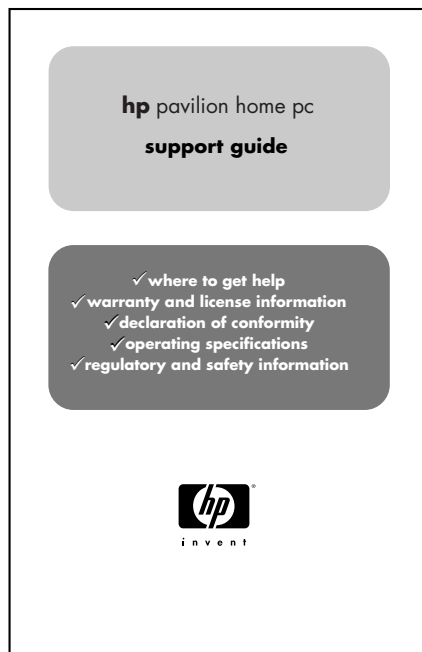 hp pavilion home pc
support guide
✓where to get help
✓warranty and license information
✓declaration of conformity
✓operating specifications
✓regulatory and safety information
hp®
invent